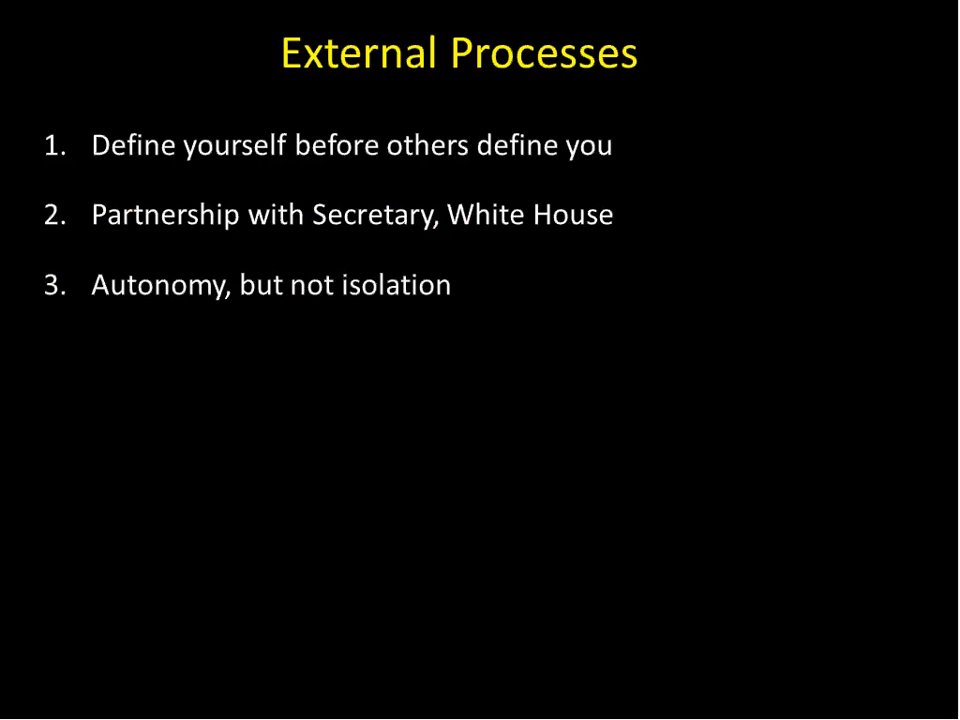 External Processes
1. Define yourself before others define you
2. Partnership with Secretary, White House
3. Autonomy, but not isolation